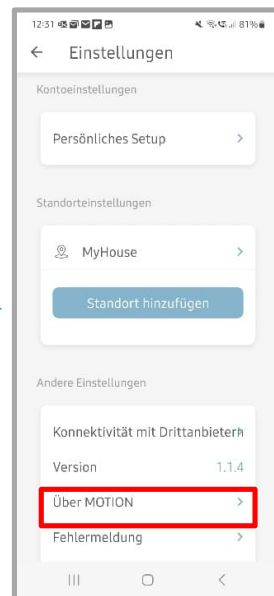 12:31 81%
Einstellungen
Kontoeinstellungen
Persönliches Setup
Standorteinstellungen
MyHouse
Standort hinzufügen
Andere Einstellungen
Konnektivität mit Drittanbietern
Version 1.1.4
Über MOTION
Fehlermeldung